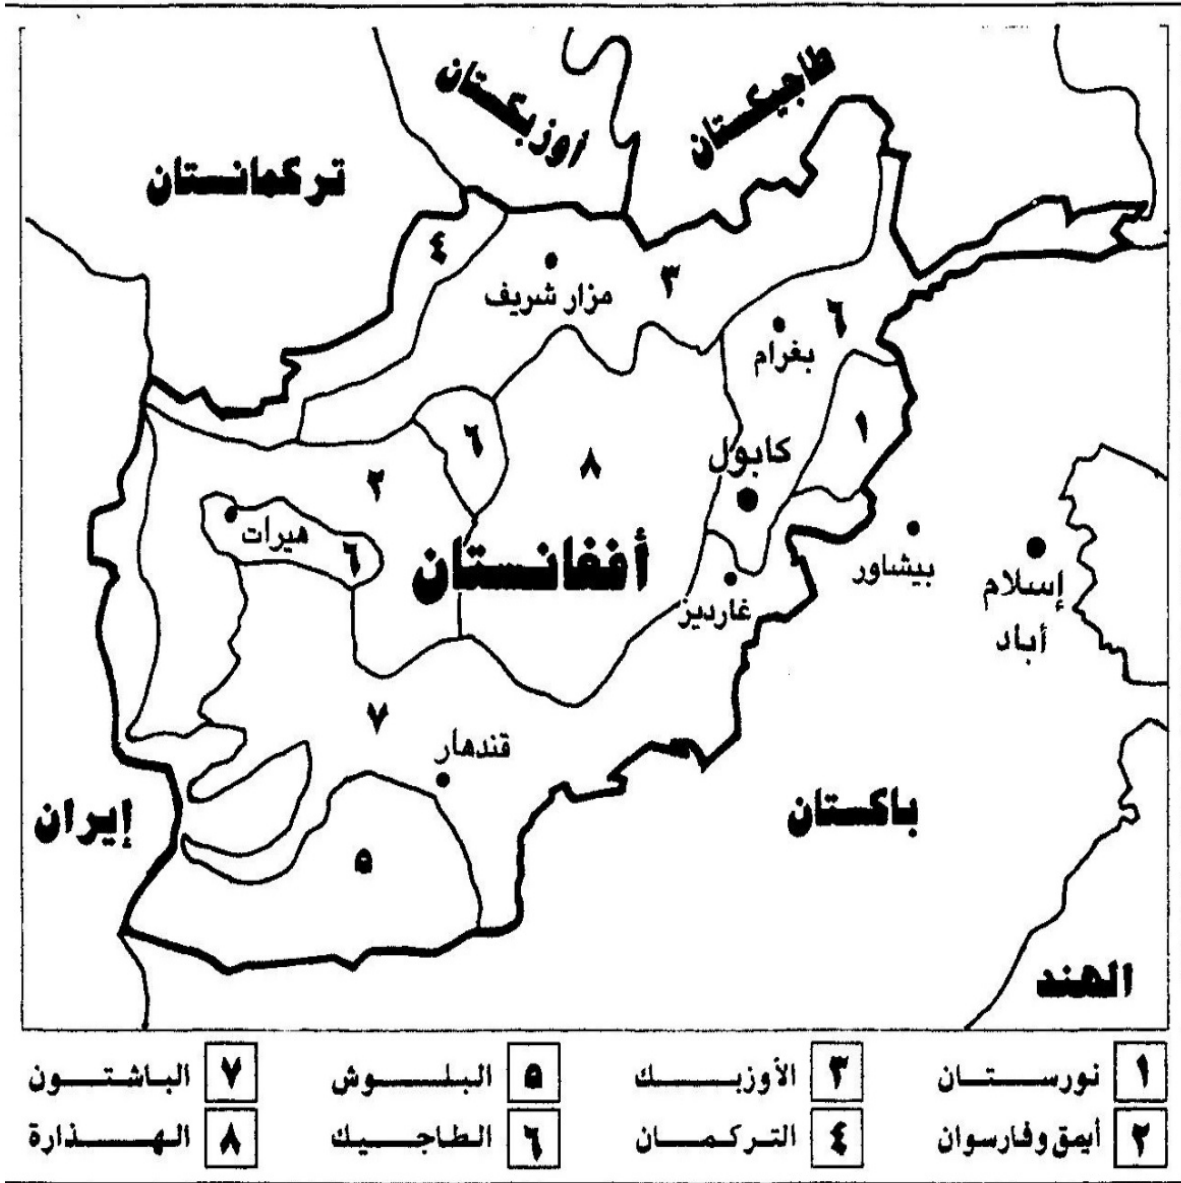 أوزبكستان
طاجيكستان
تركمانستان
٤
مزار شريف
٣
٦
بغرام
١
٦
٨
كابول
٢
هيرات
٦
أفغانستان
بيشاور
إسلام
أباد
غارديز
٧
قندهار
إيران
باكستان
٥
الهند
١ نورستان
٣ الأوزبك
٥ البلوش
٧ الباشتون
٢ أيمق وفارسوان
٤ التركمان
٦ الطاجيك
٨ الهذارة